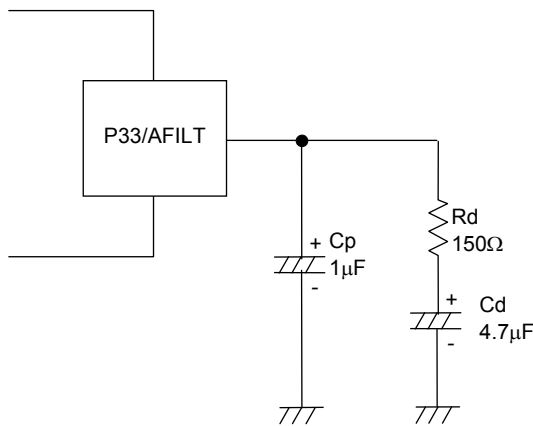 P33/AFILT
+ Cp
1μF
-
Rd
150Ω
+ Cd
4.7μF
-